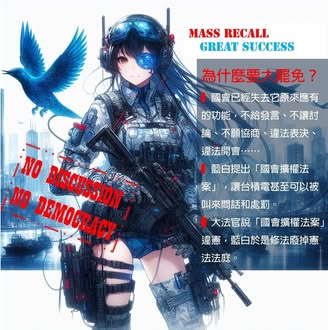 MASS RECALL
GREAT SUCCESS
為什麼要大罷免？
國會已經失去它原來應有
的功能，不給發言、不讓討
論、不願協商、違法表決、
違法開會……
藍白提出「國會擴權法
案」，讓台積電甚至可以被
叫來問話和處罰。
大法官說「國會擴權法案」
違憲，藍白於是修法廢掉憲
法法庭。
NO DISCUSSION
NO DEMOCRACY